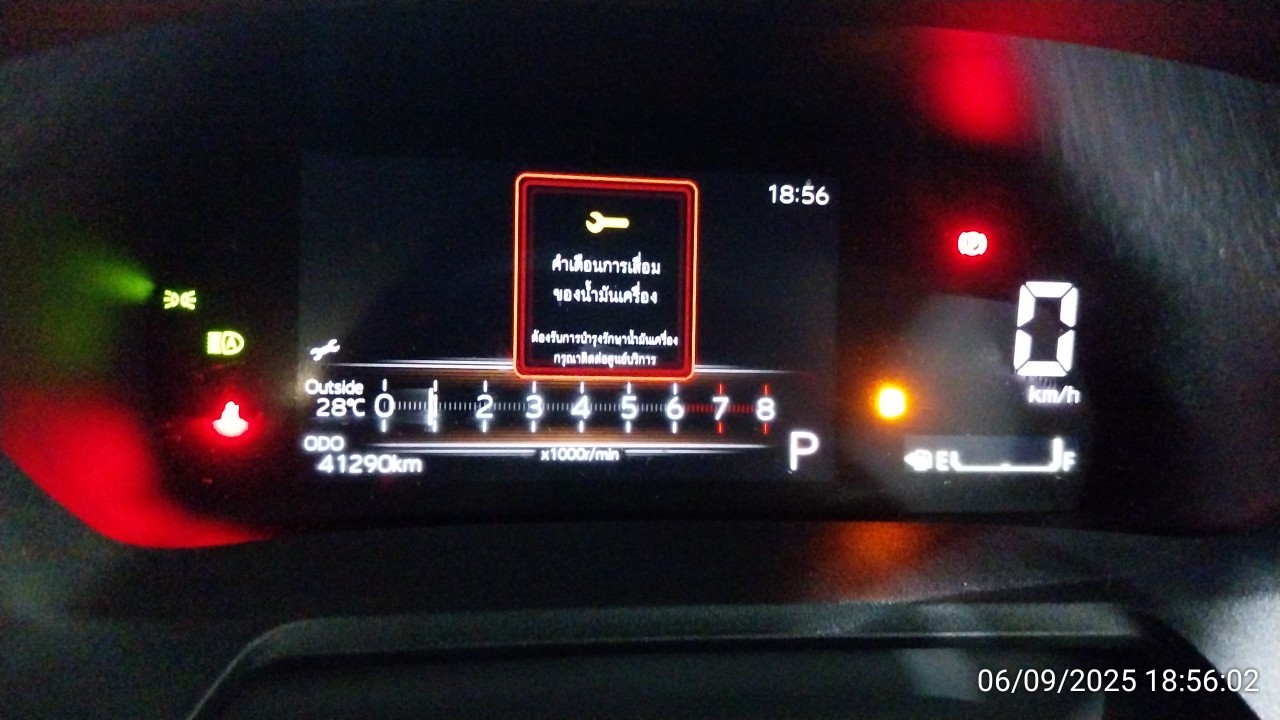 18:56
คำเตือนการเสื่อม
ของน้ำมันเครื่อง
ต้องรับการบำรุงรักษาน้ำมันเครื่อง
กรุณาติดต่อศูนย์บริการ
0
km/h
Outside
28°C
0 1 2 3 4 5 6 7 8
x1000r/min
ODO
41290km
P
E F
06/09/2025 18:56:02